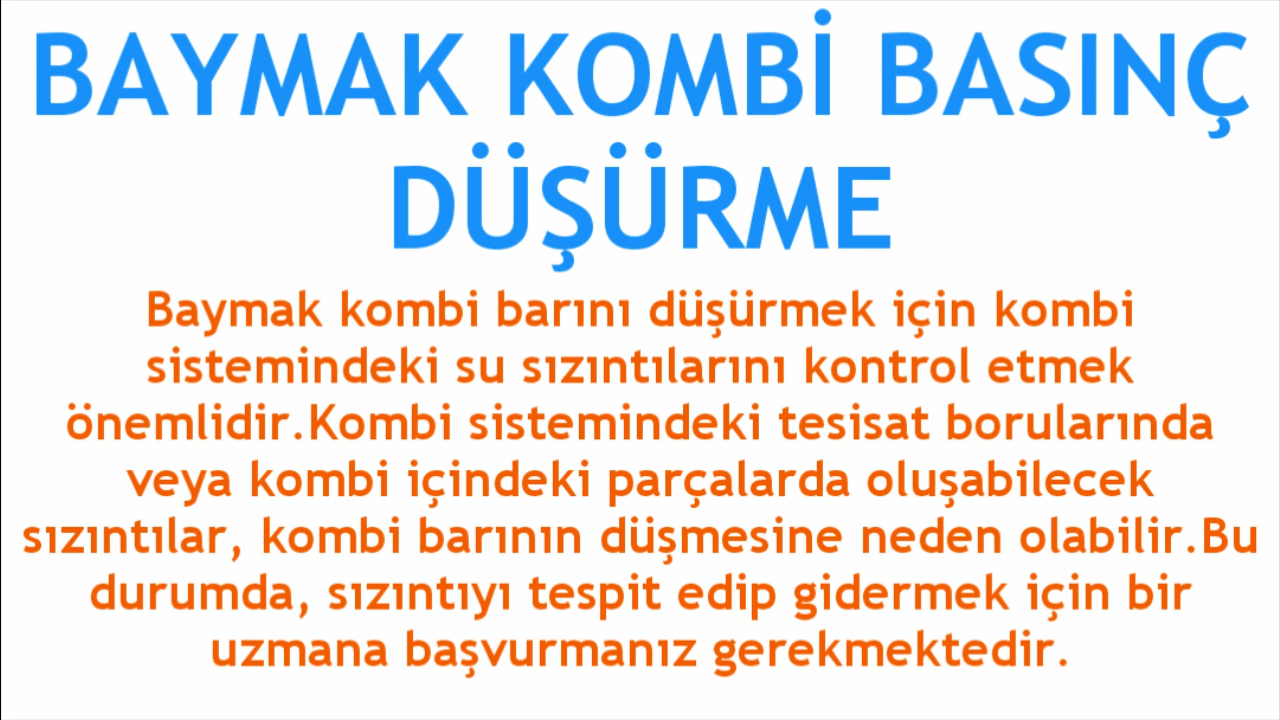 BAYMAK KOMBİ BASINÇ
DÜŞÜRME
Baymak kombi barını düşürmek için kombi
sistemindeki su sızıntılarını kontrol etmek
önemlidir.Kombi sistemindeki tesisat borularında
veya kombi içindeki parçalarda oluşabilecek
sızıntılar, kombi barının düşmesine neden olabilir.Bu
durumda, sızıntıyı tespit edip gidermek için bir
uzmana başvurmanız gerekmektedir.